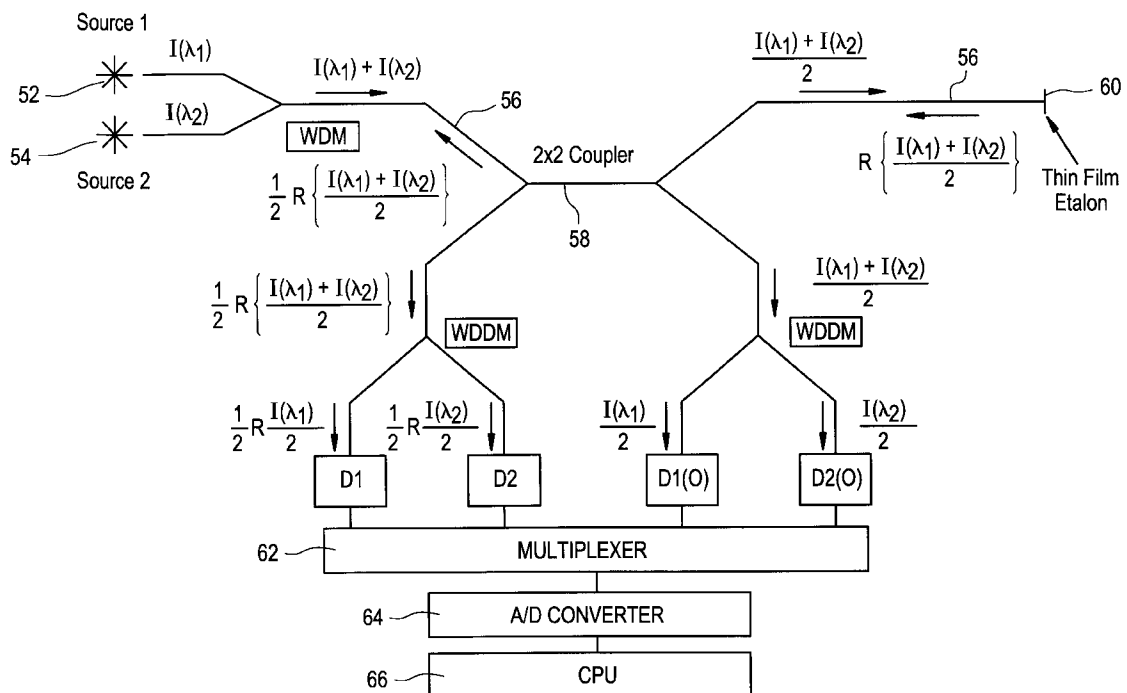 Source 1
I(λ1)
52
I(λ2)
54
Source 2
I(λ1) + I(λ2)
WDM
56
1/2 R {I(λ1) + I(λ2)/2}
2x2 Coupler
58
I(λ1) + I(λ2)/2
56
60
R {I(λ1) + I(λ2)/2}
Thin Film
Etalon
1/2 R {I(λ1) + I(λ2)/2}
WDDM
I(λ1) + I(λ2)/2
WDDM
1/2 R I(λ1)/2
1/2 R I(λ2)/2
I(λ1)/2
I(λ2)/2
D1
D2
D1(O)
D2(O)
62
MULTIPLEXER
64
A/D CONVERTER
66
CPU